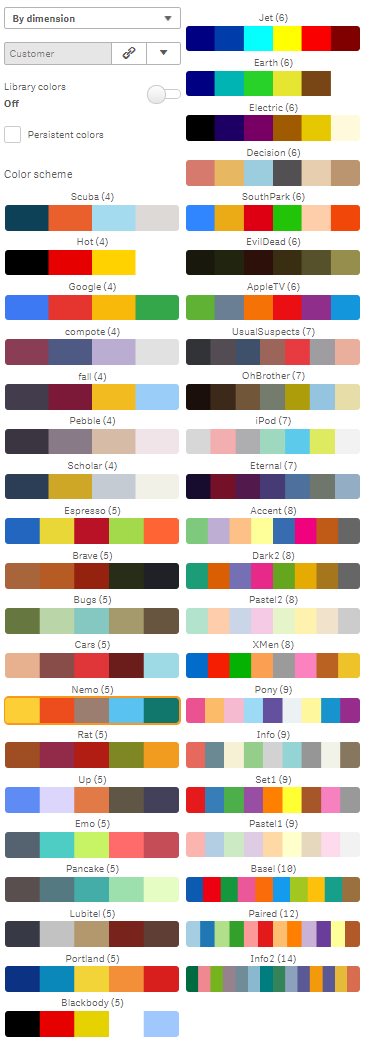 By dimension
Customer
Library colors
Off
Persistent colors
Color scheme
Scuba (4)
Hot (4)
Google (4)
compote (4)
fall (4)
Pebble (4)
Scholar (4)
Espresso (5)
Brave (5)
Bugs (5)
Cars (5)
Nemo (5)
Rat (5)
Up (5)
Emo (5)
Pancake (5)
Lubitel (5)
Portland (5)
Blackbody (5)
Jet (6)
Earth (6)
Electric (6)
Decision (6)
SouthPark (6)
EvilDead (6)
AppleTV (6)
UsualSuspects (7)
OhBrother (7)
iPod (7)
Eternal (7)
Accent (8)
Dark2 (8)
Pastel2 (8)
XMen (8)
Pony (9)
Info (9)
Set1 (9)
Pastel1 (9)
Basel (10)
Paired (12)
Info2 (14)